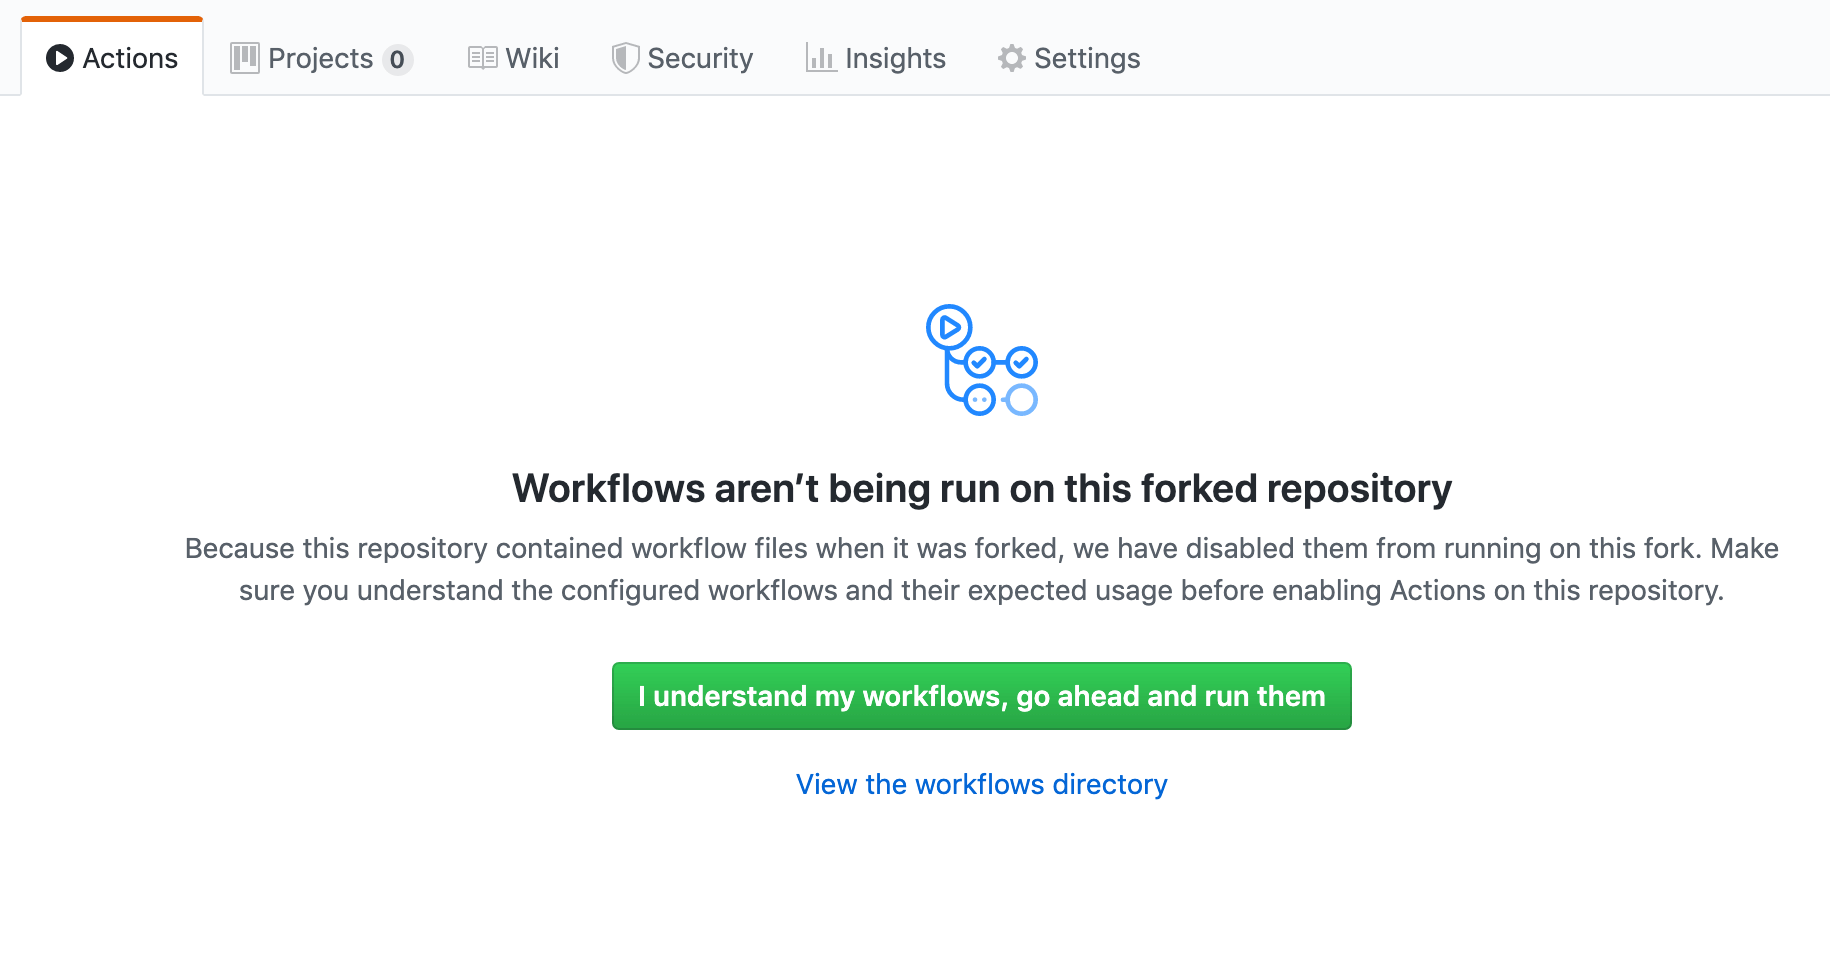 Actions Projects 0 Wiki Security Insights Settings
Workflows aren’t being run on this forked repository
Because this repository contained workflow files when it was forked, we have disabled them from running on this fork. Make
sure you understand the configured workflows and their expected usage before enabling Actions on this repository.
I understand my workflows, go ahead and run them
View the workflows directory